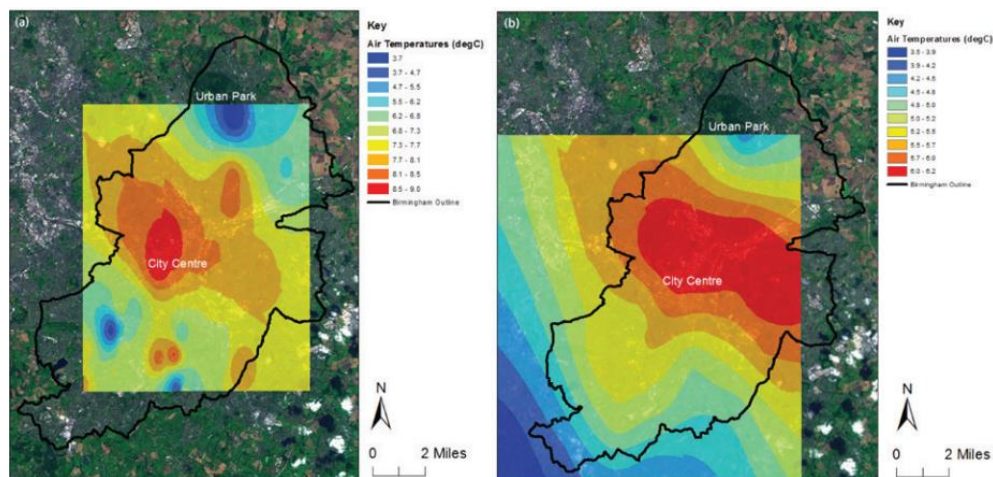 (a)
Key
Air Temperatures (degC)
3.7
3.7 - 4.7
4.7 - 5.5
5.5 - 6.2
6.2 - 6.8
6.8 - 7.3
7.3 - 7.7
7.7 - 8.1
8.1 - 8.5
8.5 - 9.0
Birmingham Outline
Urban Park
City Centre
N
0 2 Miles
(b)
Key
Air Temperatures (degC)
3.5 - 3.9
3.9 - 4.2
4.2 - 4.5
4.5 - 4.8
4.8 - 5.0
5.0 - 5.2
5.2 - 5.5
5.5 - 5.7
5.7 - 6.0
6.0 - 6.2
Birmingham Outline
Urban Park
City Centre
N
0 2 Miles